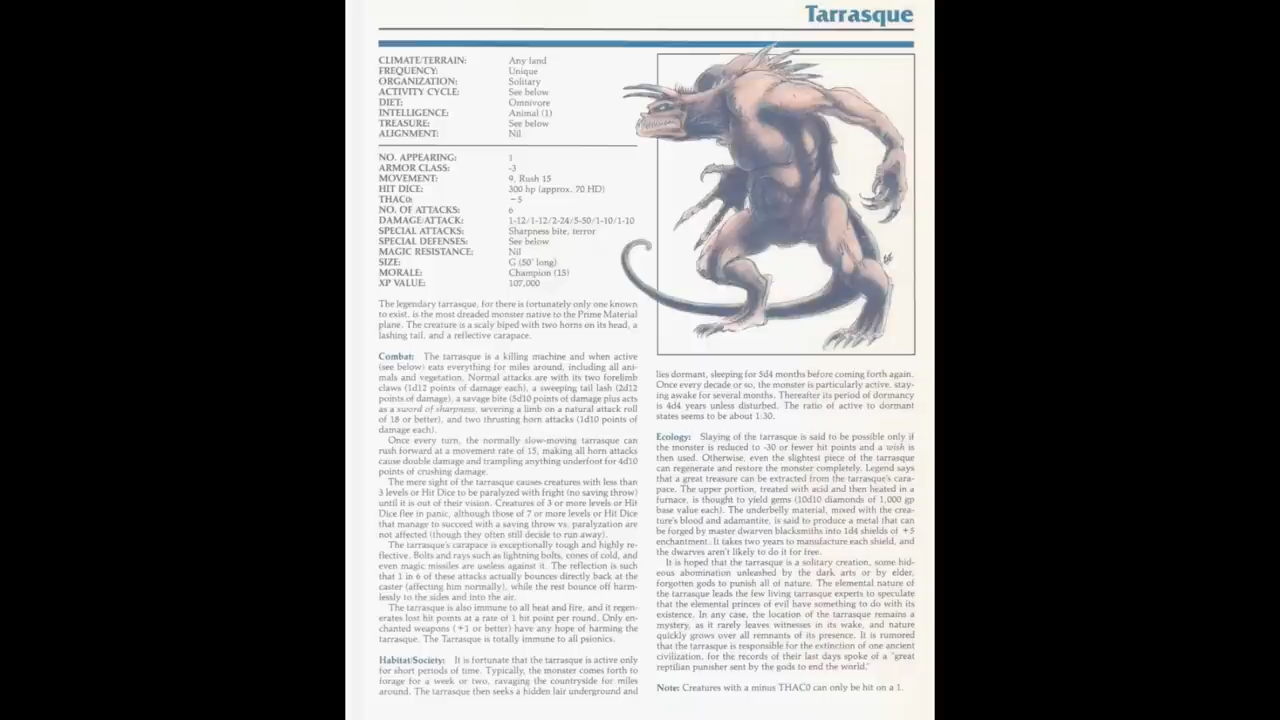 Tarrasque
CLIMATE/TERRAIN: Any land
FREQUENCY: Unique
ORGANIZATION: Solitary
ACTIVITY CYCLE: See below
DIET: Omnivore
INTELLIGENCE: Animal (1)
TREASURE: See below
ALIGNMENT: Nil
NO. APPEARING: 1
ARMOR CLASS: -3
MOVEMENT: 9, Rush 15
HIT DICE: 300 hp (approx. 70 HD)
THAC0: -5
NO. OF ATTACKS: 6
DAMAGE/ATTACK: 1-12/1-12/2-24/5-50/1-10/1-10
SPECIAL ATTACKS: Sharpness bite, terror
SPECIAL DEFENSES: See below
MAGIC RESISTANCE: Nil
SIZE: G (50' long)
MORALE: Champion (15)
XP VALUE: 107,000
The legendary tarrasque, for there is fortunately only one known
to exist, is the most dreaded monster native to the Prime Material
plane. The creature is a scaly biped with two horns on its head, a
lashing tail, and a reflective carapace.
Combat: The tarrasque is a killing machine and when active
(see below) eats everything for miles around, including all ani-
mals and vegetation. Normal attacks are with its two forelimb
claws (1d12 points of damage each), a sweeping tail lash (2d12
points of damage), a savage bite (5d10 points of damage plus acts
as a sword of sharpness, severing a limb on a natural attack roll
of 18 or better), and two thrusting horn attacks (1d10 points of
damage each).
Once every turn, the normally slow-moving tarrasque can
rush forward at a movement rate of 15, making all horn attacks
cause double damage and trampling anything underfoot for 4d10
points of crushing damage.
The mere sight of the tarrasque causes creatures with less than
3 levels or Hit Dice to be paralyzed with fright (no saving throw)
until it is out of their vision. Creatures of 3 or more levels or Hit
Dice flee in panic, although those of 7 or more levels or Hit Dice
that manage to succeed with a saving throw vs. paralyzation are
not affected (though they often still decide to run away).
The tarrasque's carapace is exceptionally tough and highly re-
flective. Bolts and rays such as lightning bolts, cones of cold, and
even magic missiles are useless against it. The reflection is such
that 1 in 6 of these attacks actually bounces directly back at the
caster (affecting him normally), while the rest bounce off harm-
lessly to the sides and into the air.
The tarrasque is also immune to all heat and fire, and it regen-
erates lost hit points at a rate of 1 hit point per round. Only en-
chanted weapons (+1 or better) have any hope of harming the
tarrasque. The Tarrasque is totally immune to all psionics.
Habitat/Society: It is fortunate that the tarrasque is active only
for short periods of time. Typically, the monster comes forth to
forage for a week or two, ravaging the countryside for miles
around. The tarrasque then seeks a hidden lair underground and
lies dormant, sleeping for 5d4 months before coming forth again.
Once every decade or so, the monster is particularly active, stay-
ing awake for several months. Thereafter its period of dormancy
is 4d4 years unless disturbed. The ratio of active to dormant
states seems to be about 1:30.
Ecology: Slaying of the tarrasque is said to be possible only if
the monster is reduced to -30 or fewer hit points and a wish is
then used. Otherwise, even the slightest piece of the tarrasque
can regenerate and restore the monster completely. Legend says
that a great treasure can be extracted from the tarrasque's cara-
pace. The upper portion, treated with acid and then heated in a
furnace, is thought to yield gems (10d10 diamonds of 1,000 gp
base value each). The underbelly material, mixed with the crea-
ture's blood and adamantite, is said to produce a metal that can
be forged by master dwarven blacksmiths into 1d4 shields of +5
enchantment. It takes two years to manufacture each shield, and
the dwarves aren't likely to do it for free.
It is hoped that the tarrasque is a solitary creation, some hid-
eous abomination unleashed by the dark arts or by elder,
forgotten gods to punish all of nature. The elemental nature of
the tarrasque leads the few living tarrasque experts to speculate
that the elemental princes of evil have something to do with its
existence. In any case, the location of the tarrasque remains a
mystery, as it rarely leaves witnesses in its wake, and nature
quickly grows over all remnants of its presence. It is rumored
that the tarrasque is responsible for the extinction of one ancient
civilization, for the records of their last days spoke of a "great
reptilian punisher sent by the gods to end the world."
Note: Creatures with a minus THAC0 can only be hit on a 1.